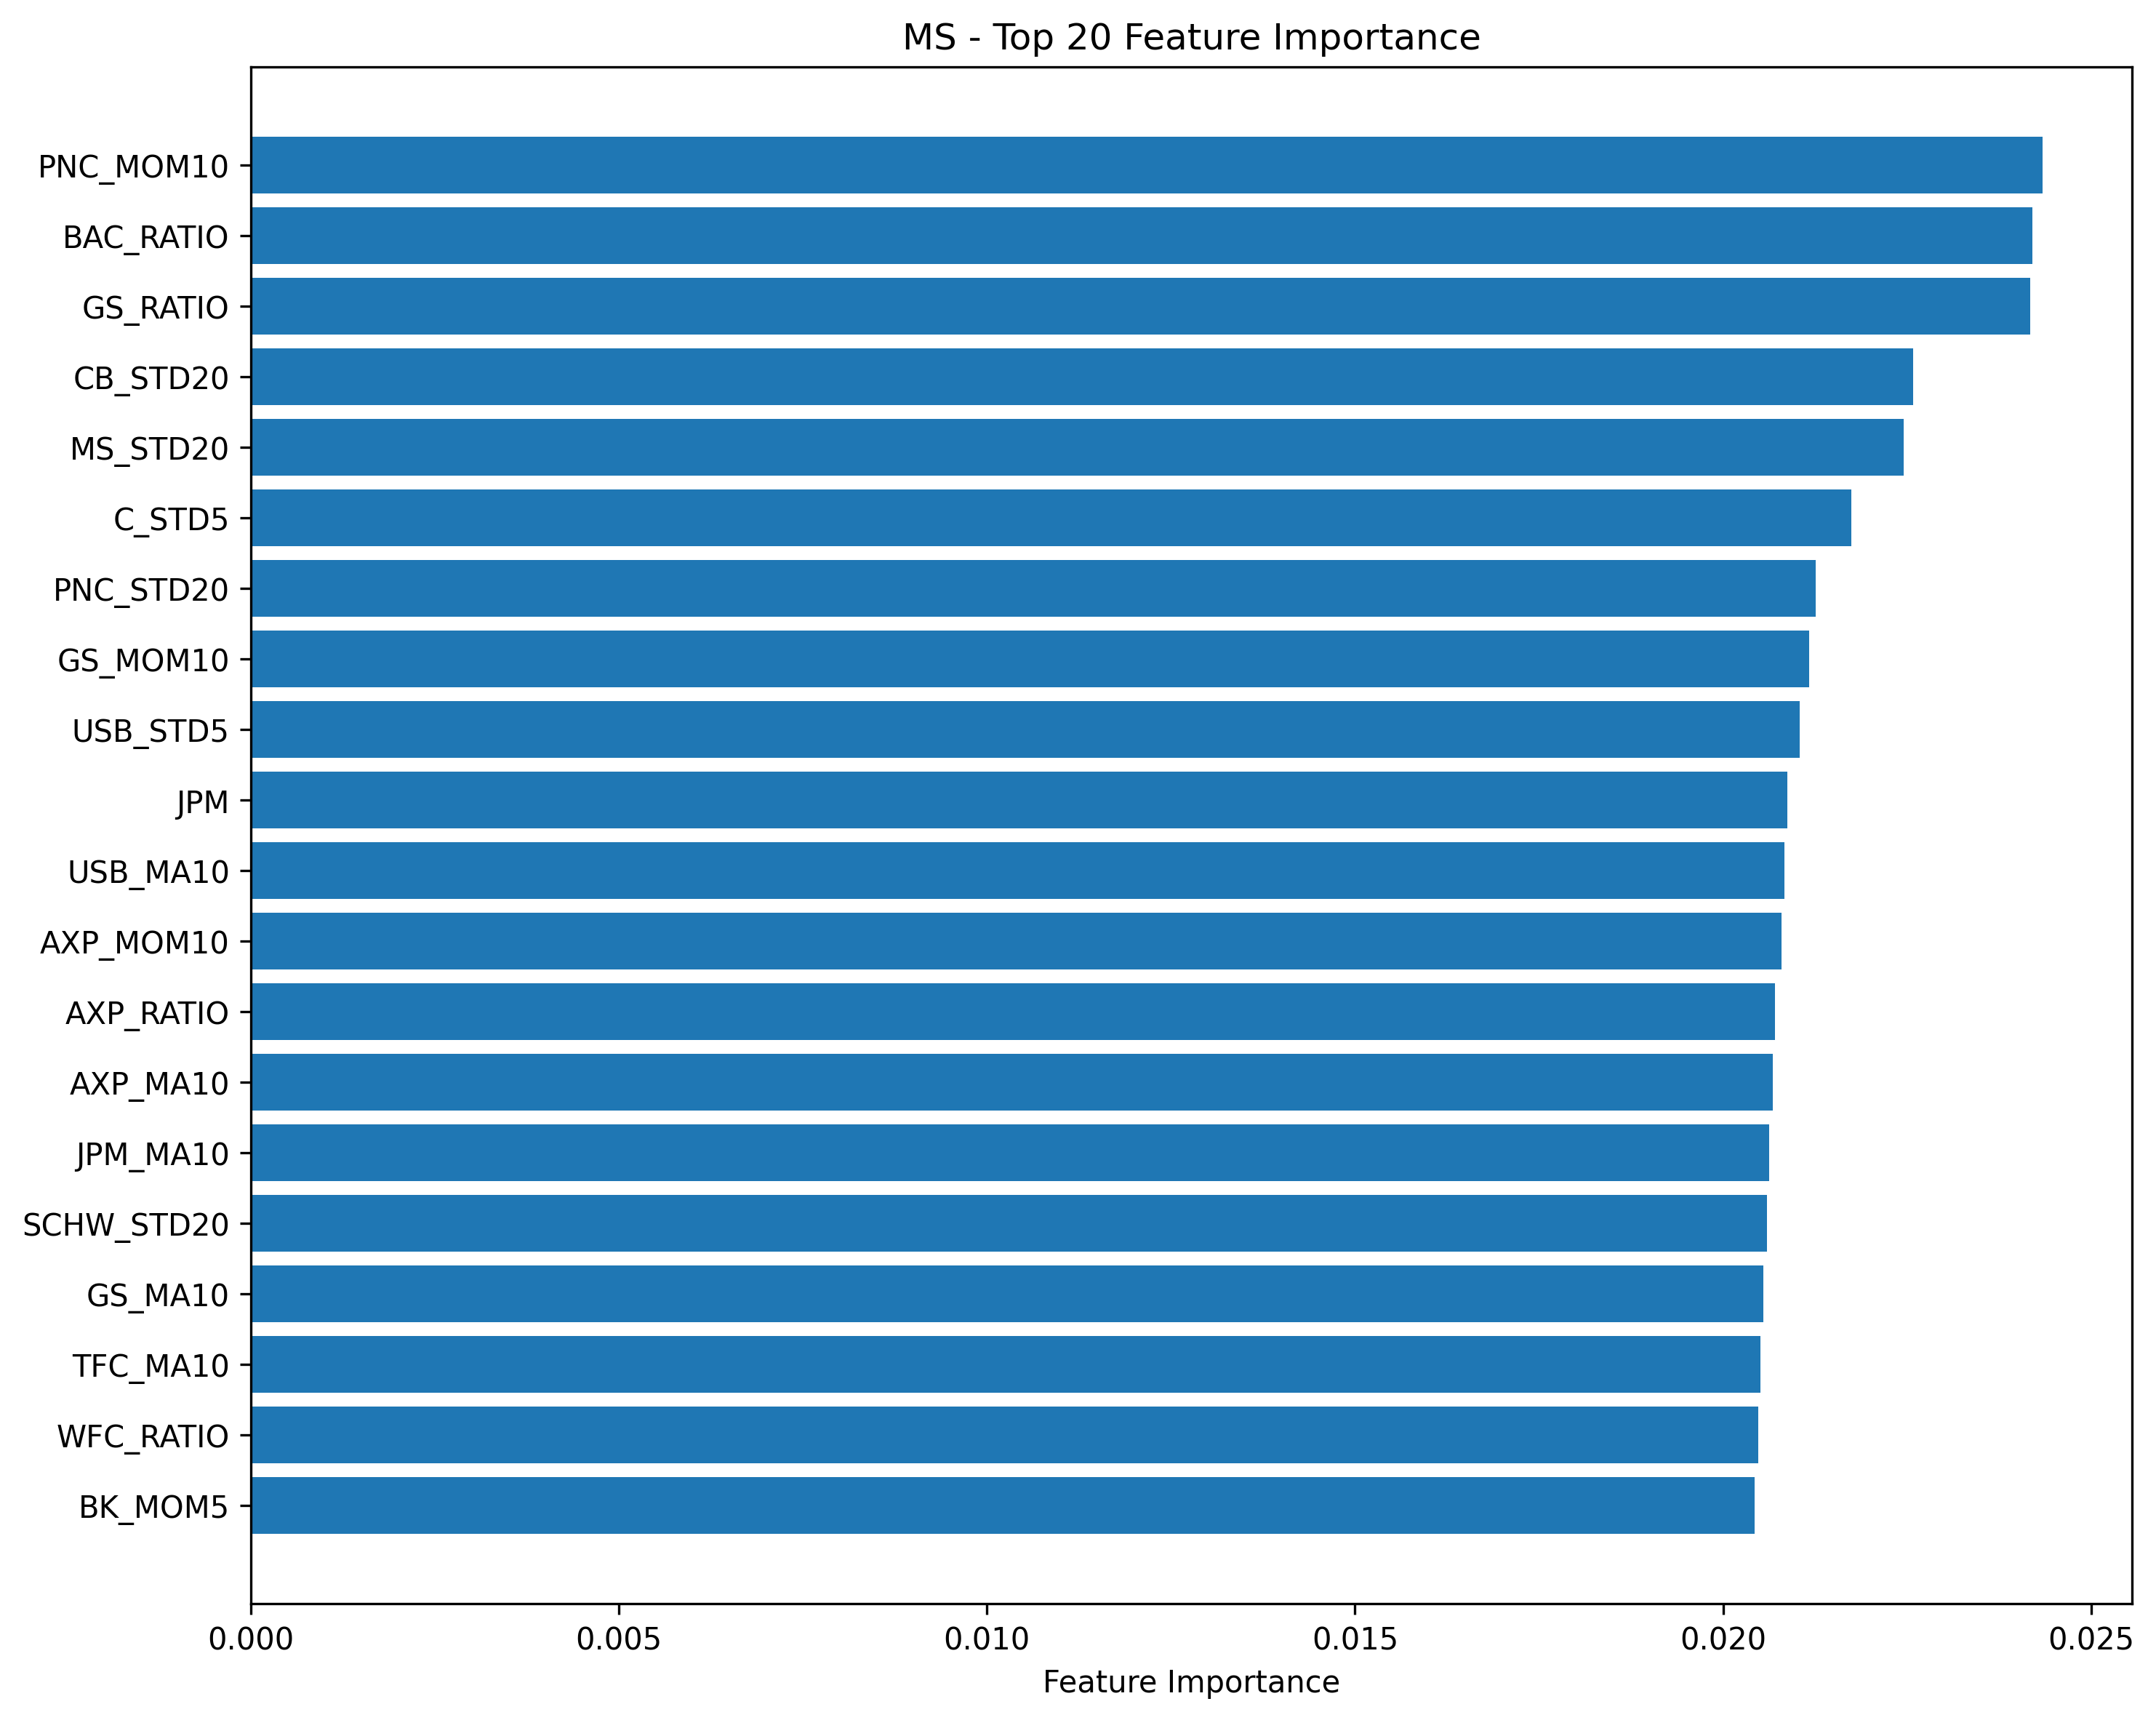 MS - Top 20 Feature Importance
PNC_MOM10
BAC_RATIO
GS_RATIO
CB_STD20
MS_STD20
C_STD5
PNC_STD20
GS_MOM10
USB_STD5
JPM
USB_MA10
AXP_MOM10
AXP_RATIO
AXP_MA10
JPM_MA10
SCHW_STD20
GS_MA10
TFC_MA10
WFC_RATIO
BK_MOM5
0.000 0.005 0.010 0.015 0.020 0.025
Feature Importance